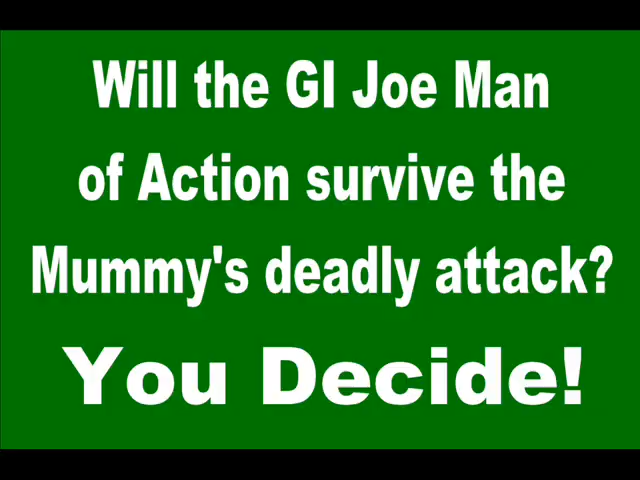 Will the GI Joe Man
of Action survive the
Mummy's deadly attack?
You Decide!